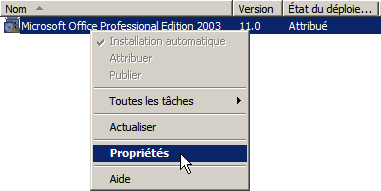 Nom Version État du déploie...
Microsoft Office Professional Edition 2003 11.0 Attribué
Installation automatique
Attribuer
Publier
Toutes les tâches
Actualiser
Propriétés
Aide